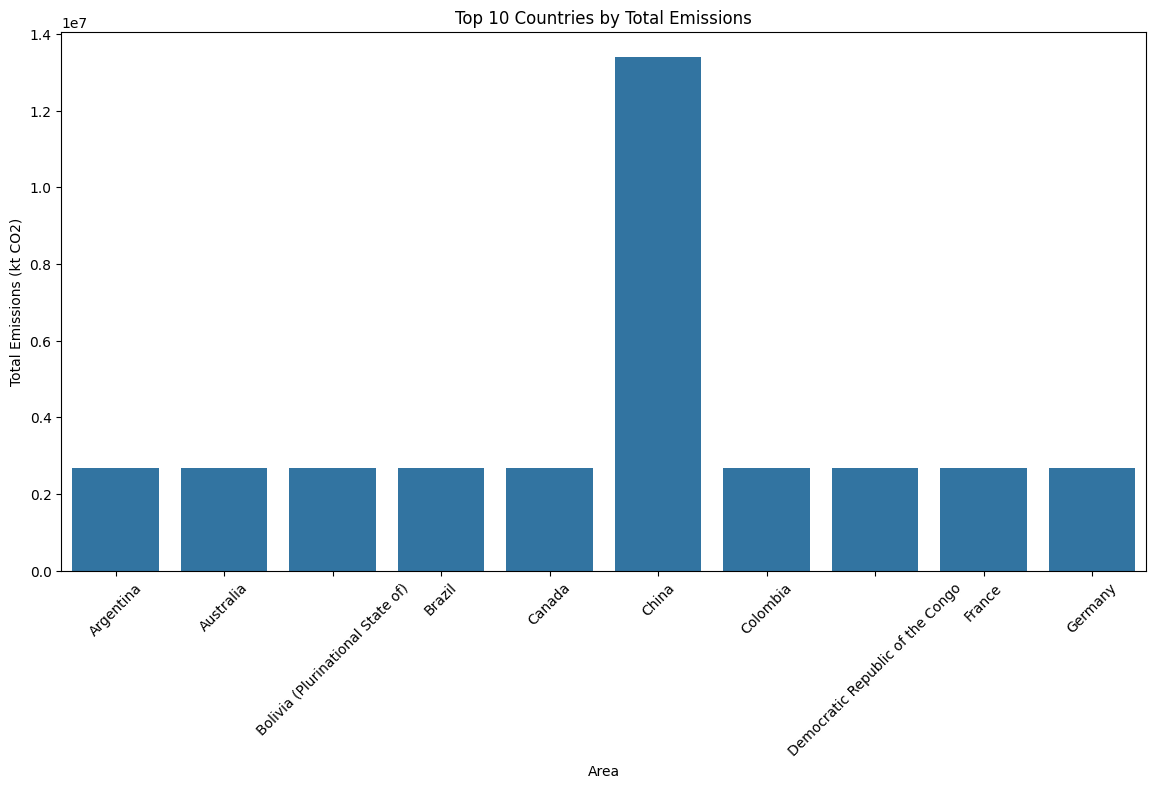 Top 10 Countries by Total Emissions
1e7
Total Emissions (kt CO2)
1.4
1.2
1.0
0.8
0.6
0.4
0.2
0.0
Argentina
Australia
Bolivia (Plurinational State of)
Brazil
Canada
China
Colombia
Democratic Republic of the Congo
France
Germany
Area